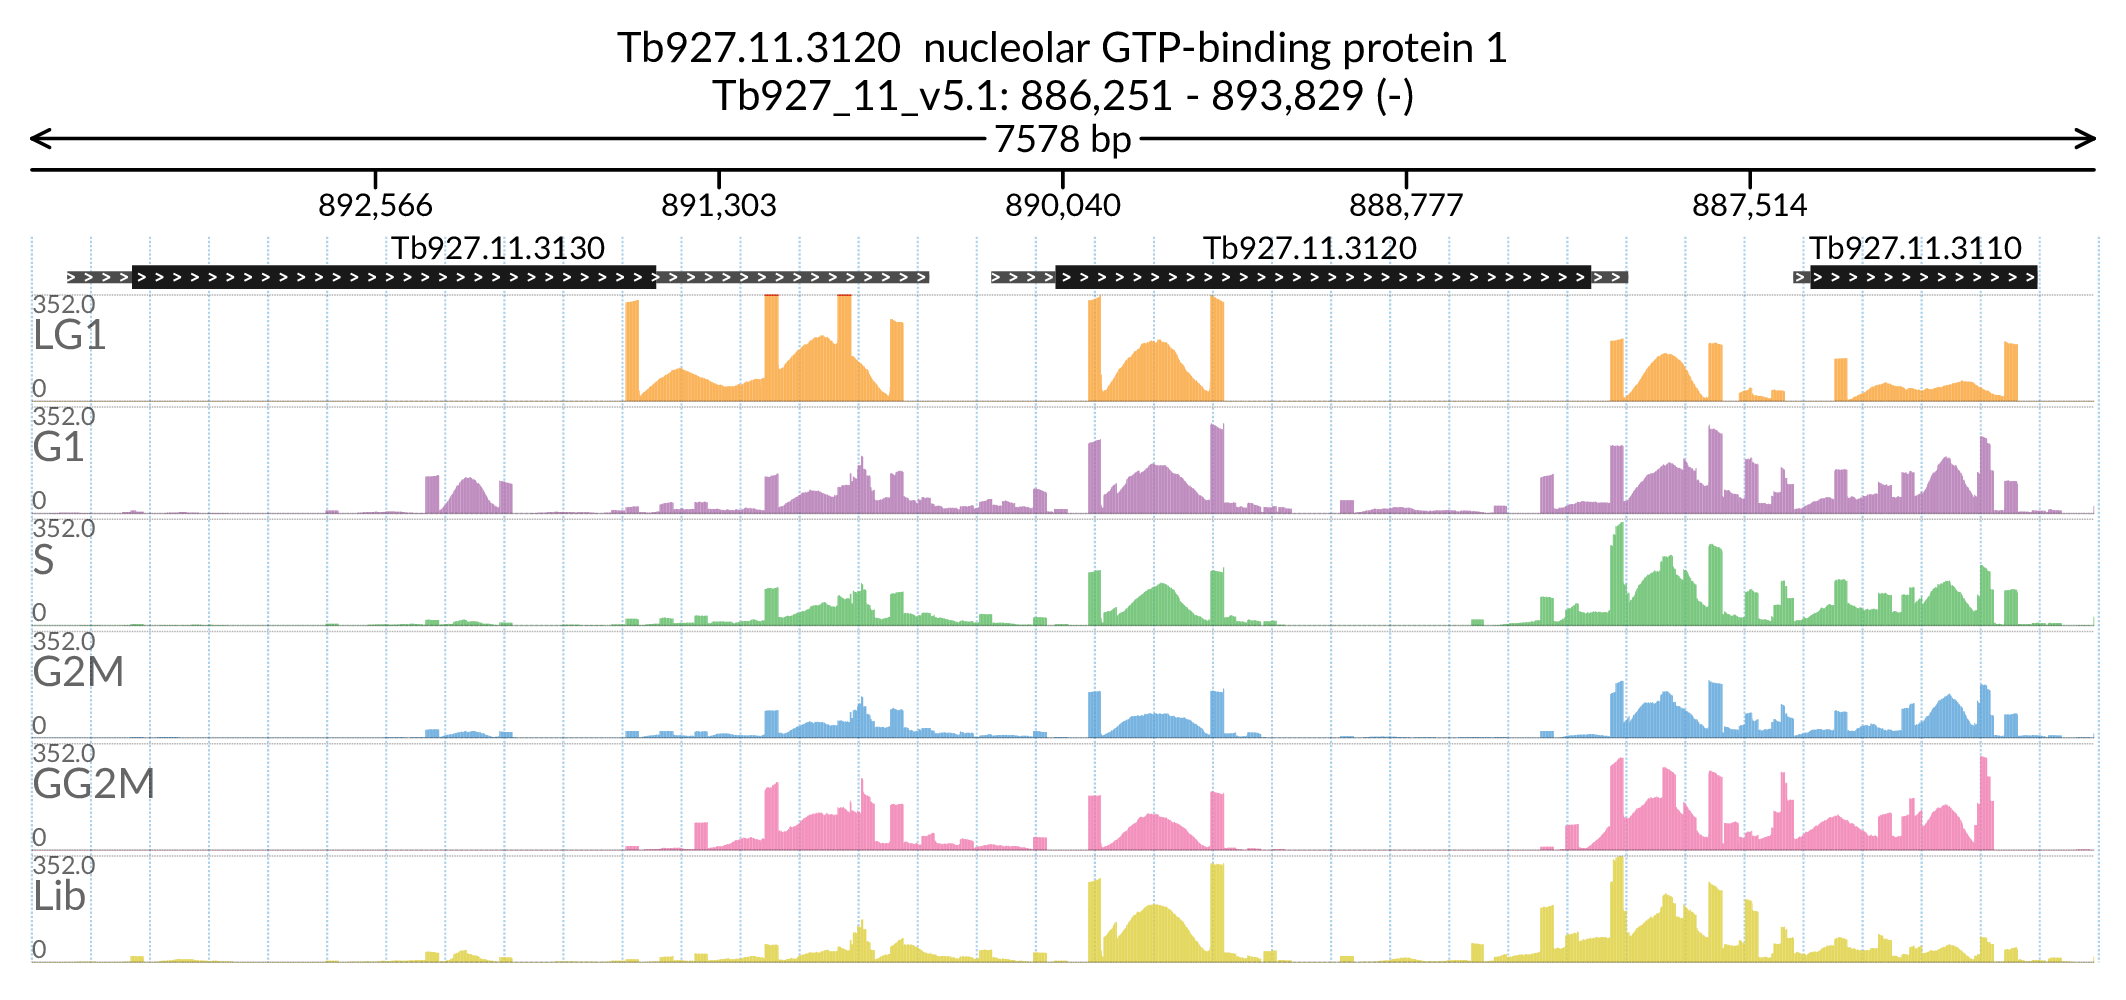 Tb927.11.3120 nucleolar GTP-binding protein 1
Tb927_11_v5.1: 886,251 - 893,829 (-)
7578 bp
892,566 891,303 890,040 888,777 887,514
Tb927.11.3130 Tb927.11.3120 Tb927.11.3110
352.0
LG1
0
352.0
G1
0
352.0
S
0
352.0
G2M
0
352.0
GG2M
0
352.0
Lib
0